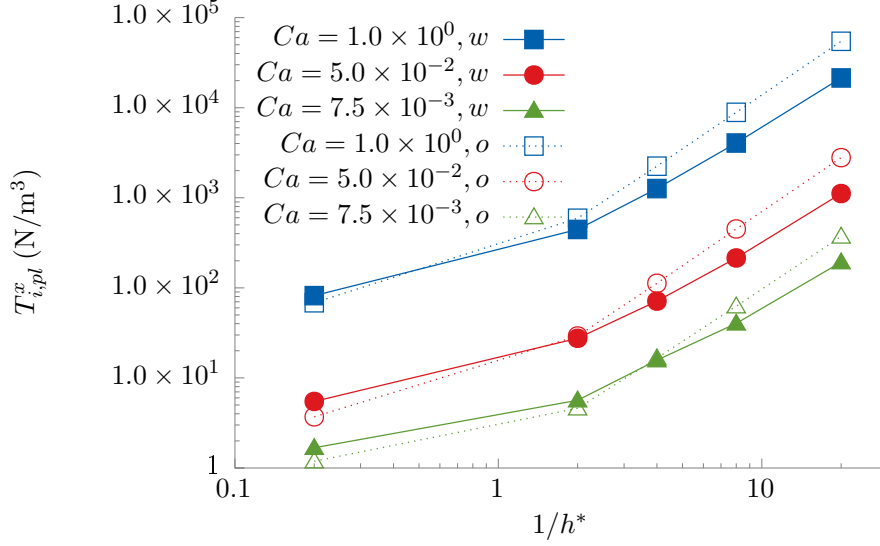 1.0 × 10^5
1.0 × 10^4
1.0 × 10^3
1.0 × 10^2
1.0 × 10^1
1
T^x_{i,pl} (N/m^3)
Ca = 1.0 × 10^0, w
Ca = 5.0 × 10^{-2}, w
Ca = 7.5 × 10^{-3}, w
Ca = 1.0 × 10^0, o
Ca = 5.0 × 10^{-2}, o
Ca = 7.5 × 10^{-3}, o
0.1 1 10
1/h*